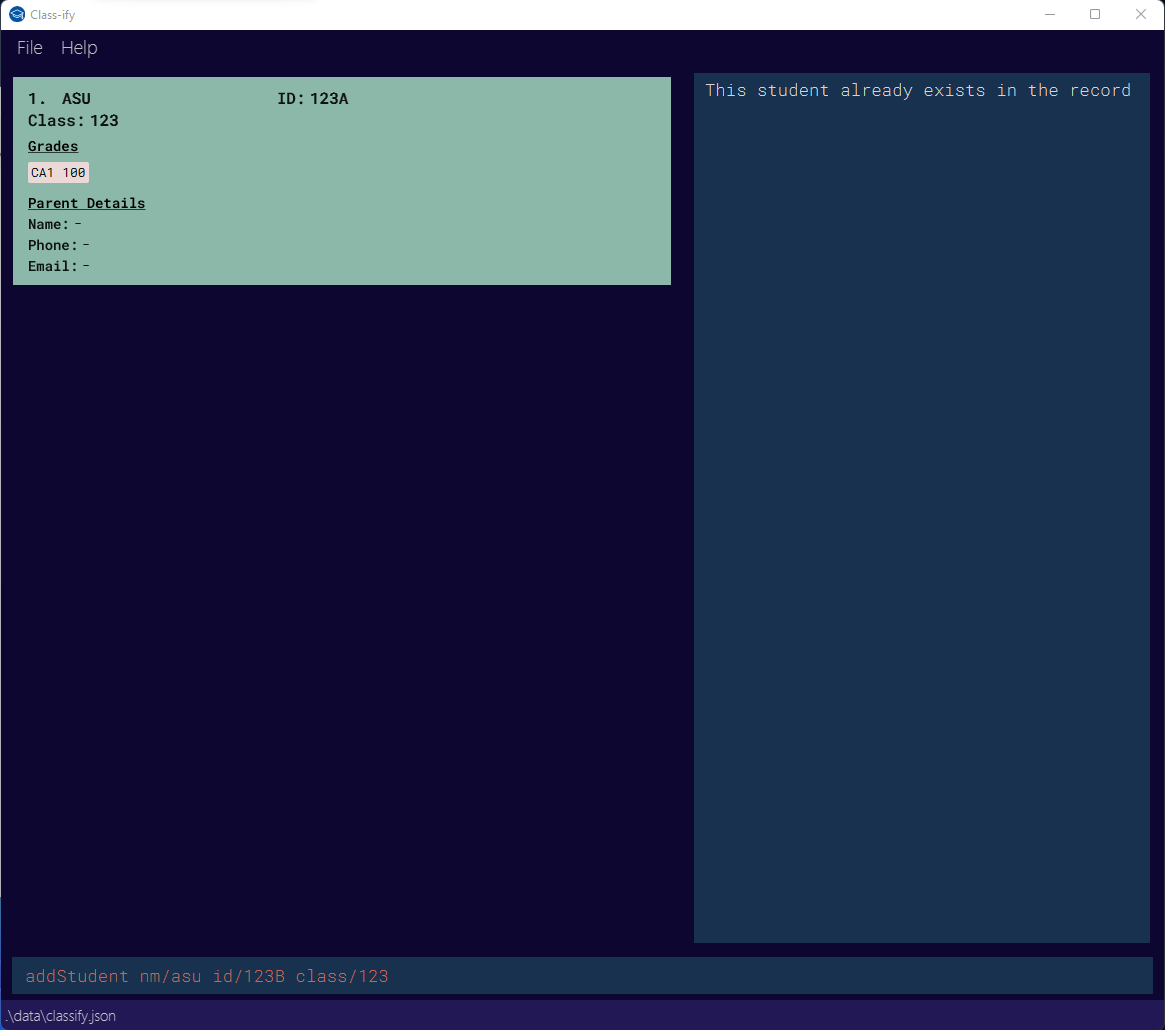 Class-ify
File Help
1. ASU ID: 123A
Class: 123
Grades
CA1 100
Parent Details
Name: -
Phone: -
Email: -
This student already exists in the record
addStudent nm/asu id/123B class/123
.\data\classify.json